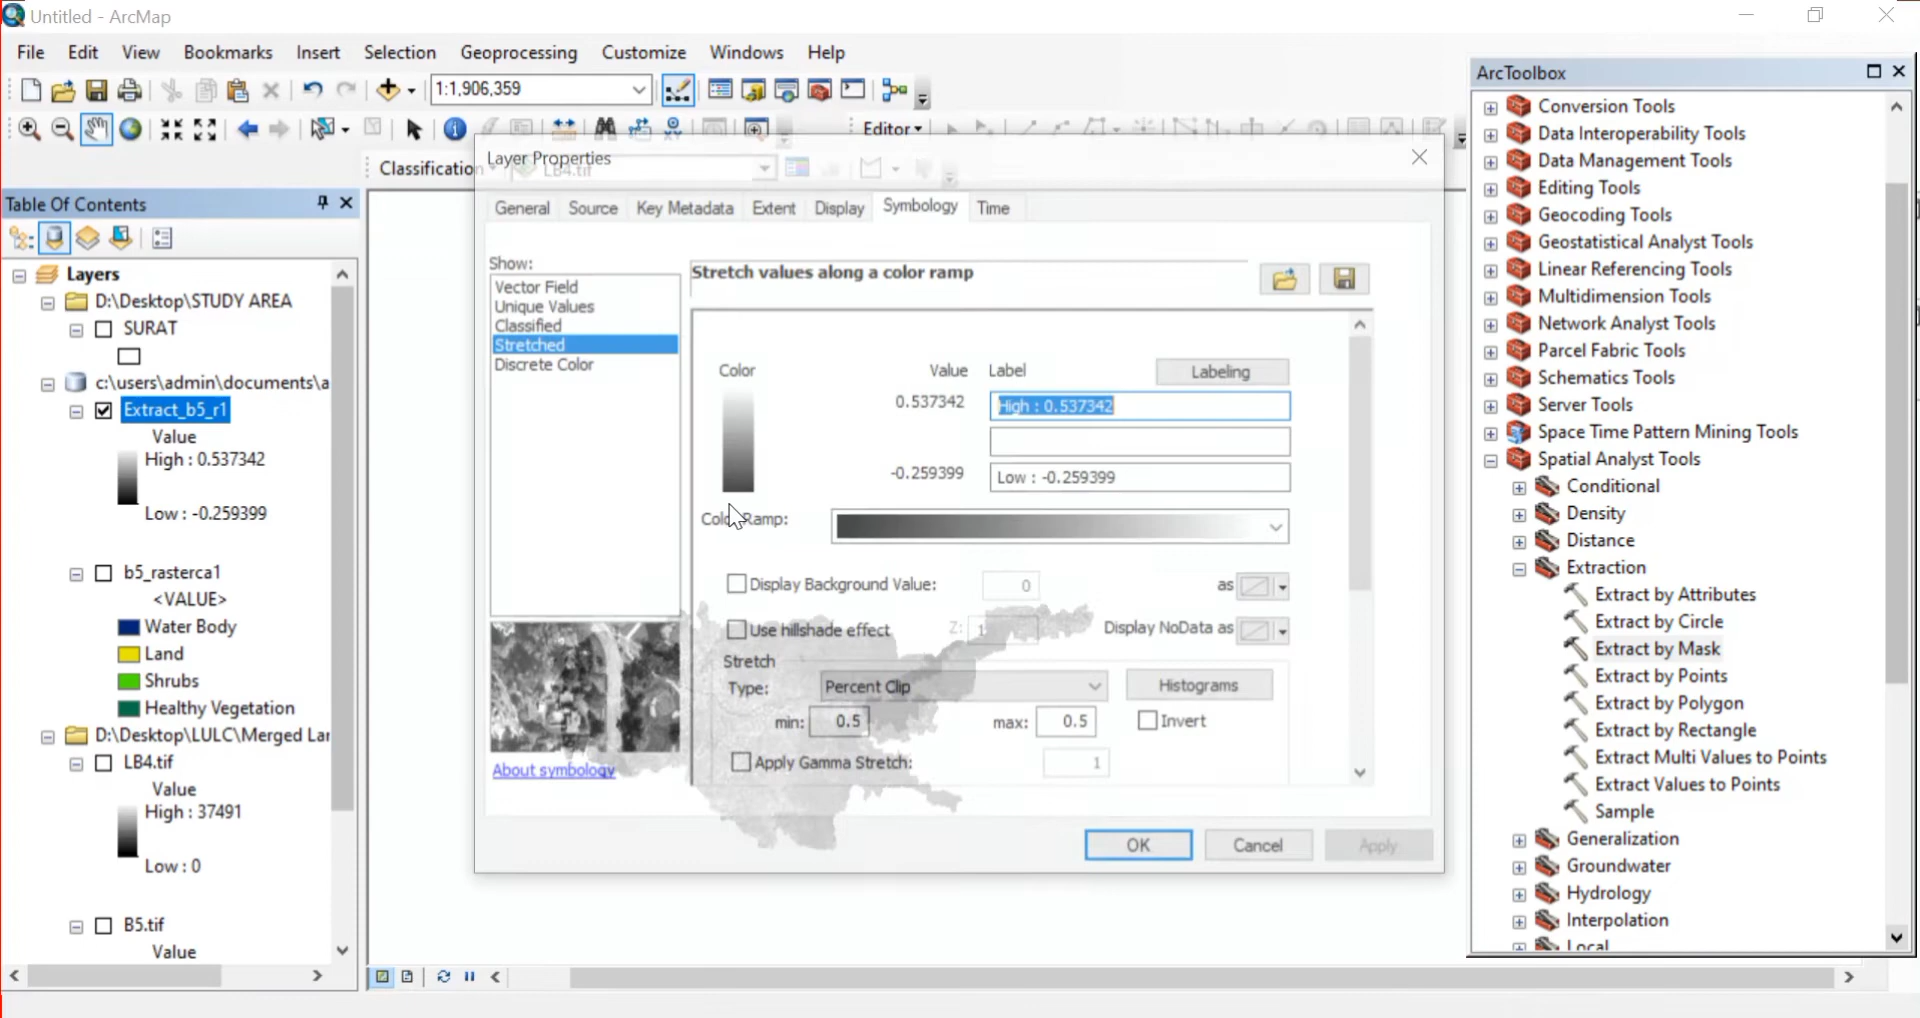 Untitled - ArcMap
File Edit View Bookmarks Insert Selection Geoprocessing Customize Windows Help
1:1,906,359
Editor
Classification
LB4.tif
Table Of Contents
Layers
D:\Desktop\STUDY AREA
SURAT
c:\users\admin\documents\a
Extract_b5_r1
Value
High : 0.537342
Low : -0.259399
b5_rasterca1
<VALUE>
Water Body
Land
Shrubs
Healthy Vegetation
D:\Desktop\LULC\Merged Lar
LB4.tif
Value
High : 37491
Low : 0
B5.tif
Value
Layer Properties
General Source Key Metadata Extent Display Symbology Time
Show:
Vector Field
Unique Values
Classified
Stretched
Discrete Color
About symbology
Stretch values along a color ramp
Color Value Label Labeling
0.537342 High : 0.537342
-0.259399 Low : -0.259399
Color Ramp:
Display Background Value: 0 as
Use hillshade effect Z: 1 Display NoData as
Stretch
Type: Percent Clip Histograms
min: 0.5 max: 0.5 Invert
Apply Gamma Stretch: 1
OK Cancel Apply
ArcToolbox
Conversion Tools
Data Interoperability Tools
Data Management Tools
Editing Tools
Geocoding Tools
Geostatistical Analyst Tools
Linear Referencing Tools
Multidimension Tools
Network Analyst Tools
Parcel Fabric Tools
Schematics Tools
Server Tools
Space Time Pattern Mining Tools
Spatial Analyst Tools
Conditional
Density
Distance
Extraction
Extract by Attributes
Extract by Circle
Extract by Mask
Extract by Points
Extract by Polygon
Extract by Rectangle
Extract Multi Values to Points
Extract Values to Points
Sample
Generalization
Groundwater
Hydrology
Interpolation
Local